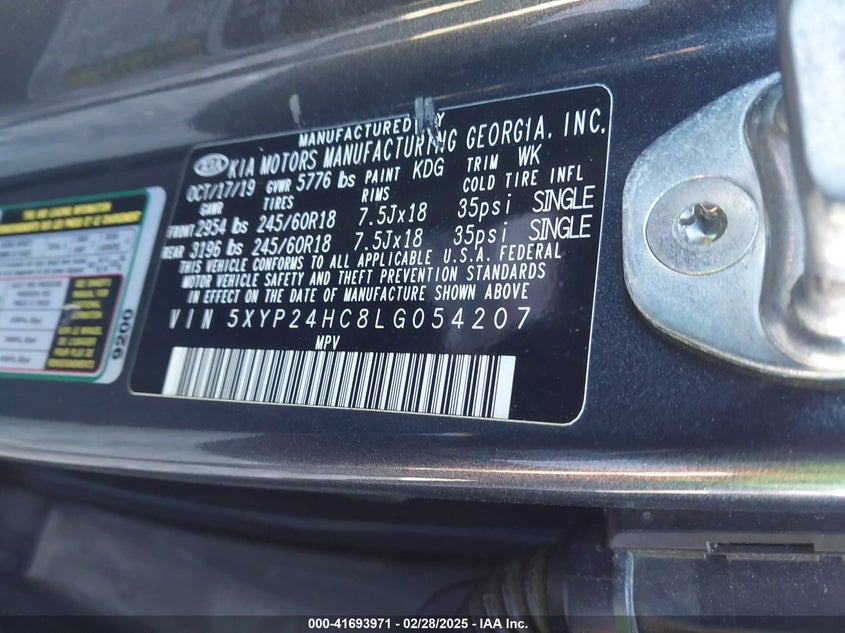 MANUFACTURED BY
KIA KIA MOTORS MANUFACTURING GEORGIA, INC.
OCT/17/19 GVWR 5776 lbs PAINT KDG TRIM WK
GAWR TIRES RIMS COLD TIRE INFL
FRONT 2954 lbs 245/60R18 7.5Jx18 35psi SINGLE
REAR 3196 lbs 245/60R18 7.5Jx18 35psi SINGLE
THIS VEHICLE CONFORMS TO ALL APPLICABLE U.S.A. FEDERAL
MOTOR VEHICLE SAFETY AND THEFT PREVENTION STANDARDS
IN EFFECT ON THE DATE OF MANUFACTURE SHOWN ABOVE
VIN 5XYP24HC8LG054207
MPV
9200
000-41693971 | 02/28/2025 - IAA Inc.